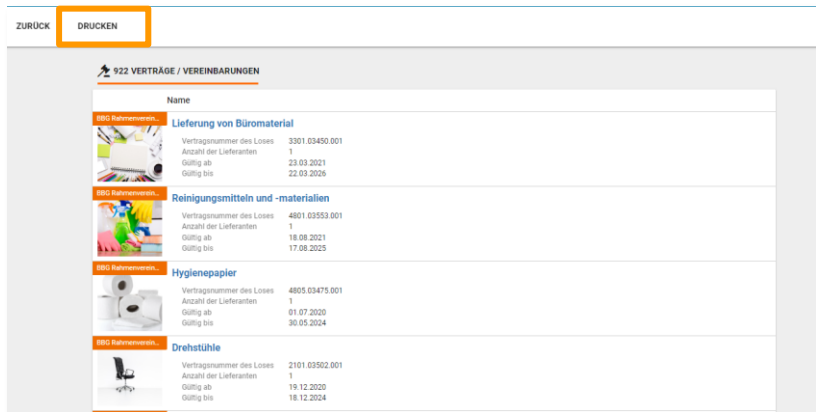 ZURÜCK DRUCKEN
922 VERTRÄGE / VEREINBARUNGEN
Name
BBG Rahmenverein...
Lieferung von Büromaterial
Vertragsnummer des Loses 3301.03450.001
Anzahl der Lieferanten 1
Gültig ab 23.03.2021
Gültig bis 22.03.2026
BBG Rahmenverein...
Reinigungsmitteln und -materialien
Vertragsnummer des Loses 4801.03553.001
Anzahl der Lieferanten 1
Gültig ab 18.08.2021
Gültig bis 17.08.2025
BBG Rahmenverein...
Hygienepapier
Vertragsnummer des Loses 4805.03475.001
Anzahl der Lieferanten 1
Gültig ab 01.07.2020
Gültig bis 30.05.2024
BBG Rahmenverein...
Drehstühle
Vertragsnummer des Loses 2101.03502.001
Anzahl der Lieferanten 1
Gültig ab 19.12.2020
Gültig bis 18.12.2024